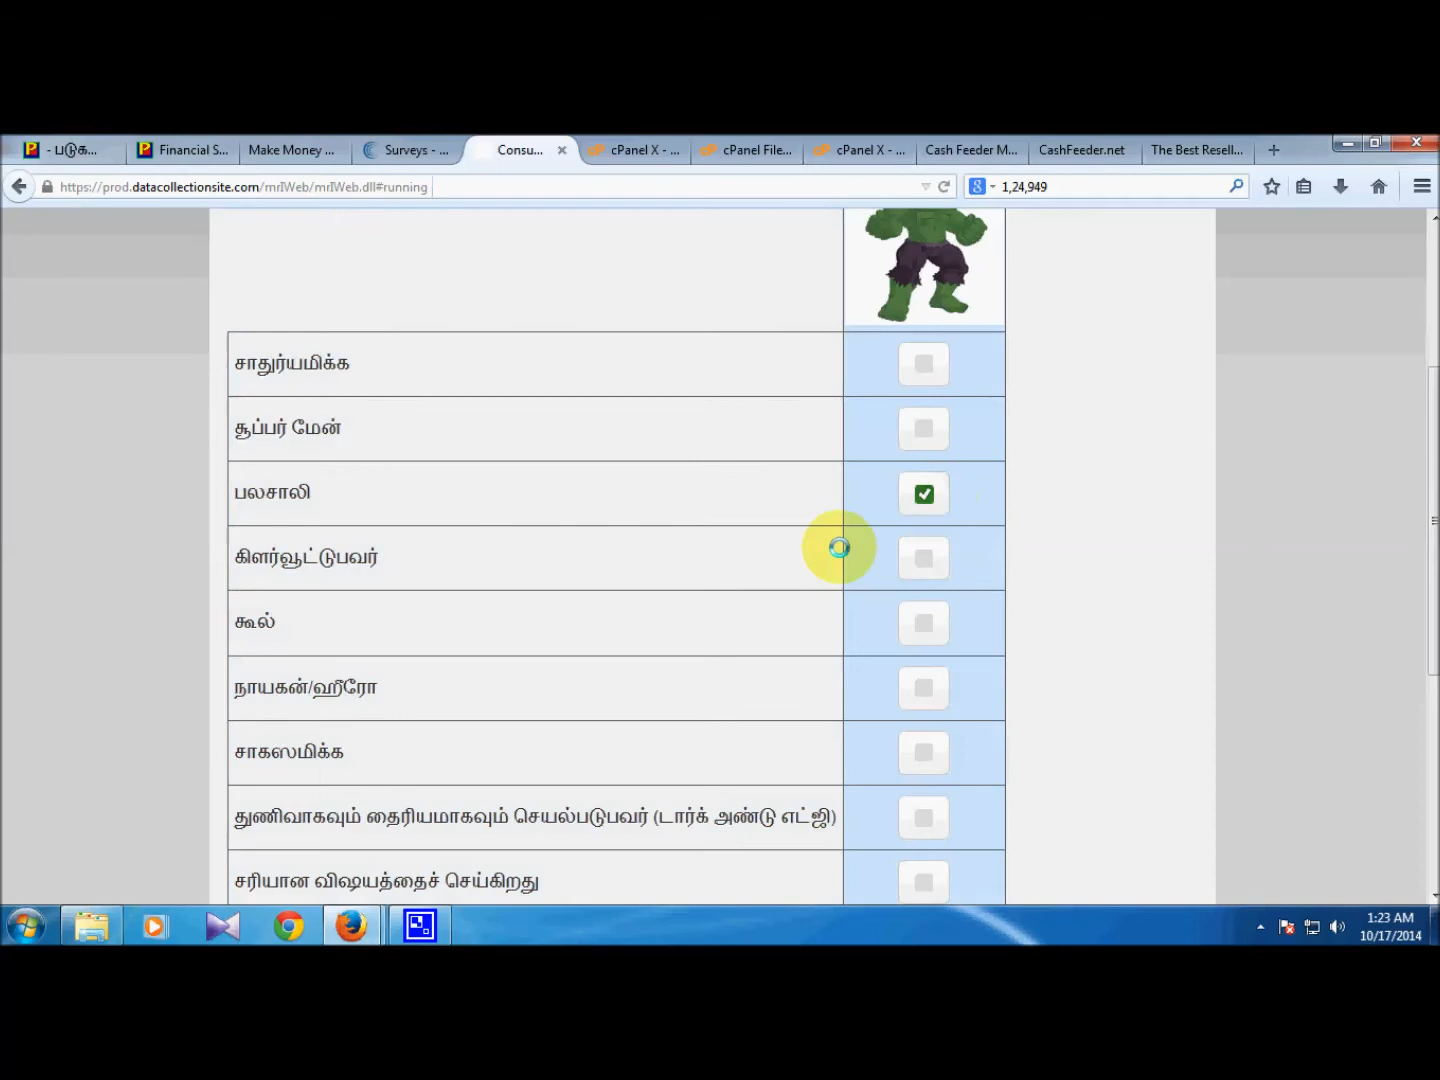 - படுக...
Financial S...
Make Money ...
Surveys - ...
Consu...
cPanel X - ...
cPanel File...
cPanel X - ...
Cash Feeder M...
CashFeeder.net
The Best Resell...
https://prod.datacollectionsite.com/mrIWeb/mrIWeb.dll#running
1,24,949
சாதுர்யமிக்க
சூப்பர் மேன்
பலசாலி
கிளர்வூட்டுபவர்
கூல்
நாயகன்/ஹீரோ
சாகஸமிக்க
துணிவாகவும் தைரியமாகவும் செயல்படுபவர் (டார்க் அண்டு எட்ஜி)
சரியான விஷயத்தைச் செய்கிறது
1:23 AM
10/17/2014